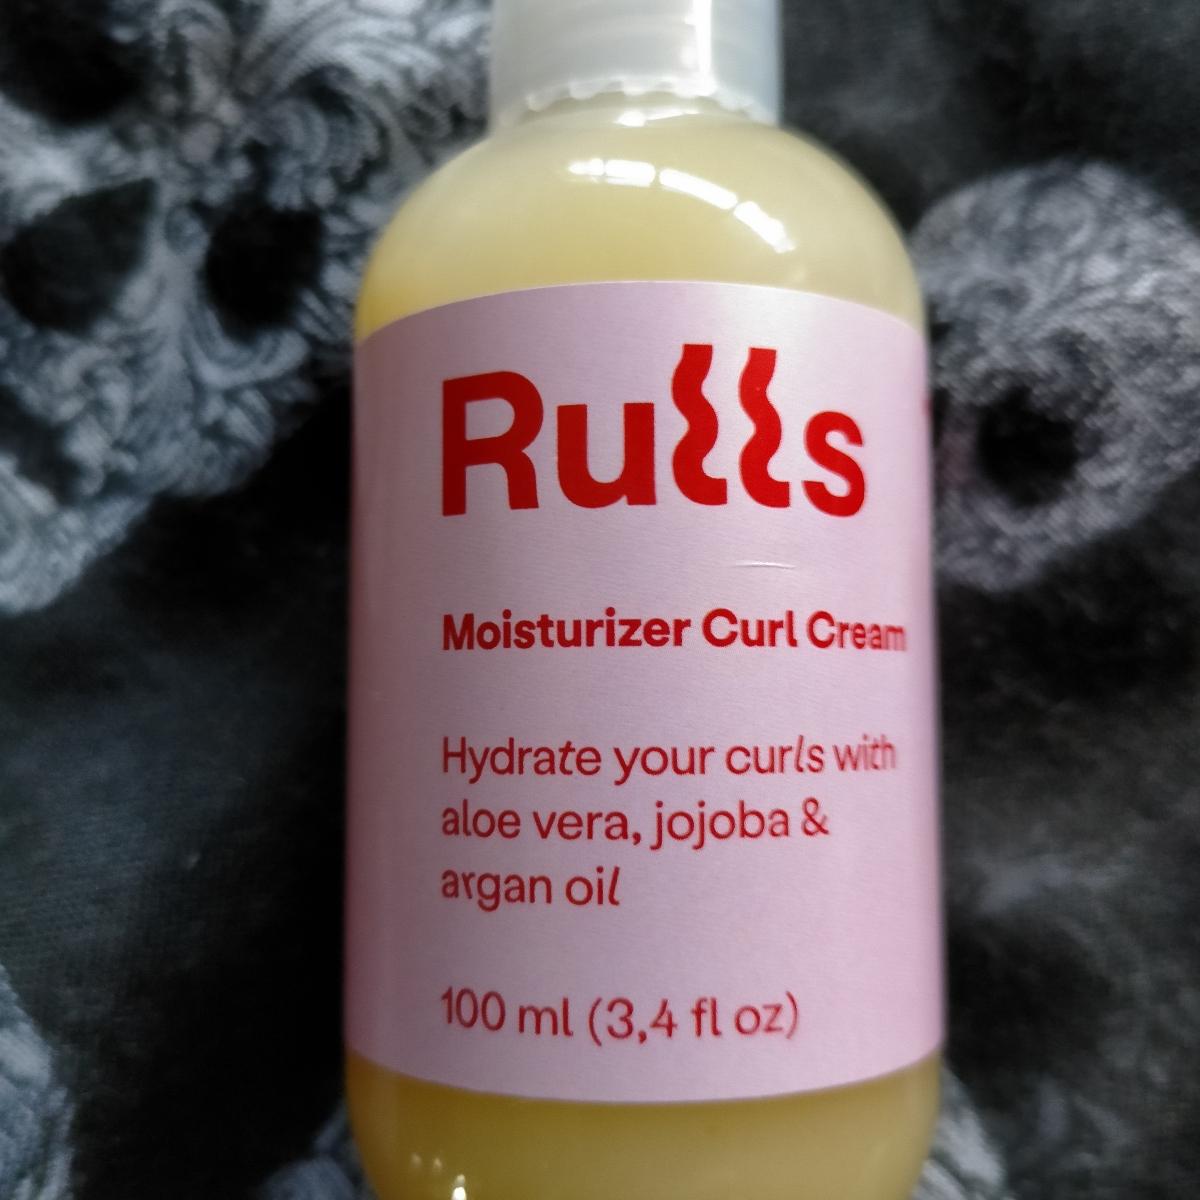 Rulls
Moisturizer Curl Cream
Hydrate your curls with
aloe vera, jojoba &
argan oil
100 ml (3,4 fl oz)